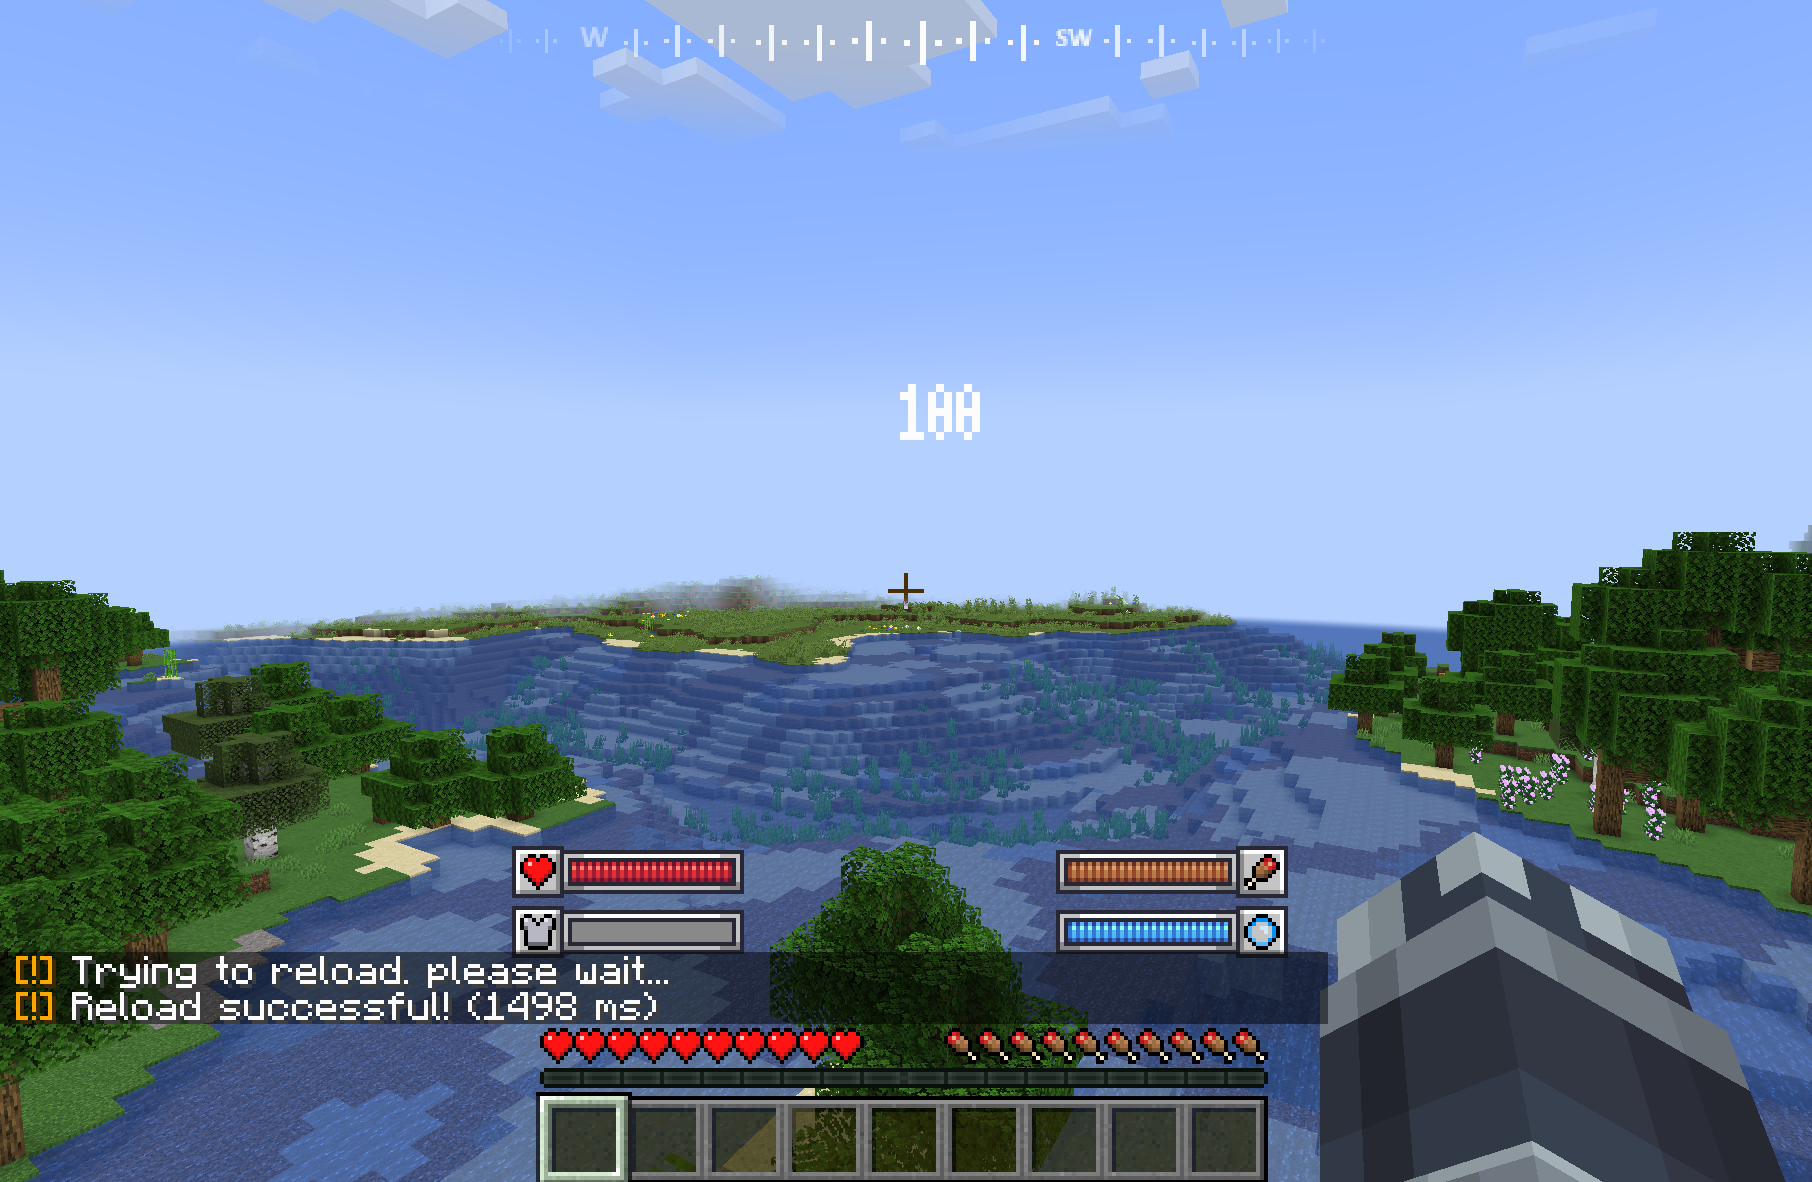 W SW
100
[!] Trying to reload, please wait...
[!] Reload successful! (1498 ms)